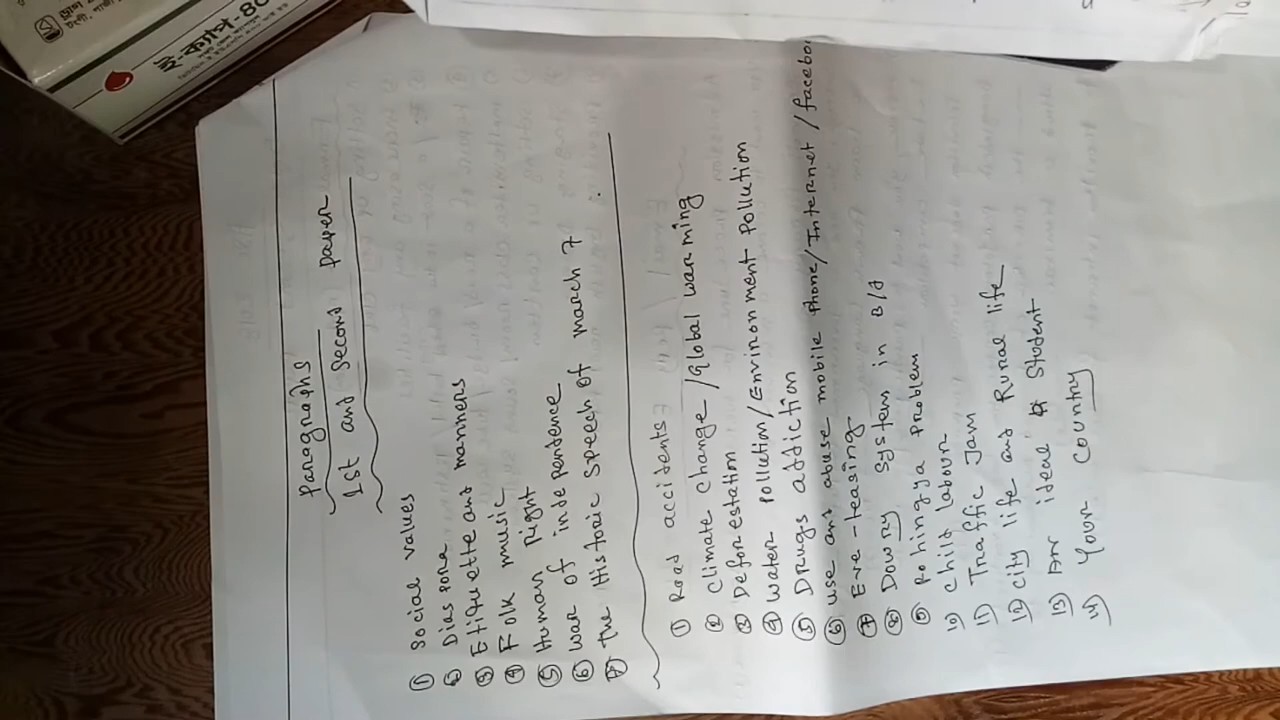 ই-ক্যাপ-40
Paragraphs
1st and Second paper
① Social values
② Diaspora
③ Etiquette and manners
④ Folk music
⑤ Human Right
⑥ War of independence
⑦ The Historic Speech of march 7
① Road accidents
② Climate change / Global warming
③ Deforestation
④ Water pollution/Environment Pollution
⑤ Drugs addiction
⑥ use and abuse mobile phone/Internet/facebo
⑦ Eve-teasing
⑧ Dowry System in B/d
⑨ Rohingya Problem
10) Child labour
11) Traffic Jam
12) City life and Rural life
13) An ideal Student
14) Your Country